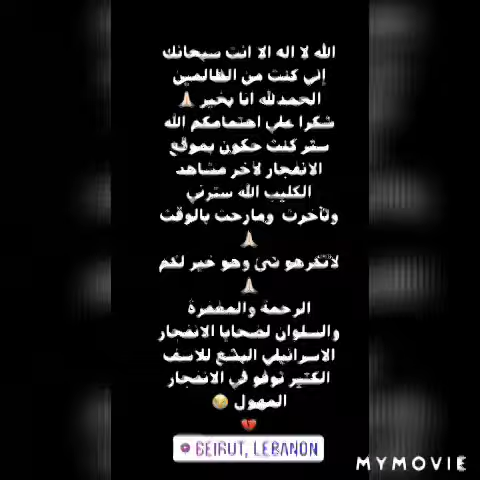 الله لا اله الا انت سبحانك
إني كنت من الظالمين
الحمدلله انا بخير 🙏🏻
شكرا على اهتمامكم الله
ستر كنت حكون بموقع
الانفجار لآخر مشاهد
الكليب الله سترني
وتأخرت ومارحت بالوقت
🙏🏻
لاتكرهو شئ وهو خير لكم
🙏🏻
الرحمة والمغفرة
والسلوان لضحايا الانفجار
الاسرائيلي البشع للاسف
الكتير توفو في الانفجار
المهول 😢
💔
BEIRUT, LEBANON
MYMOVIE